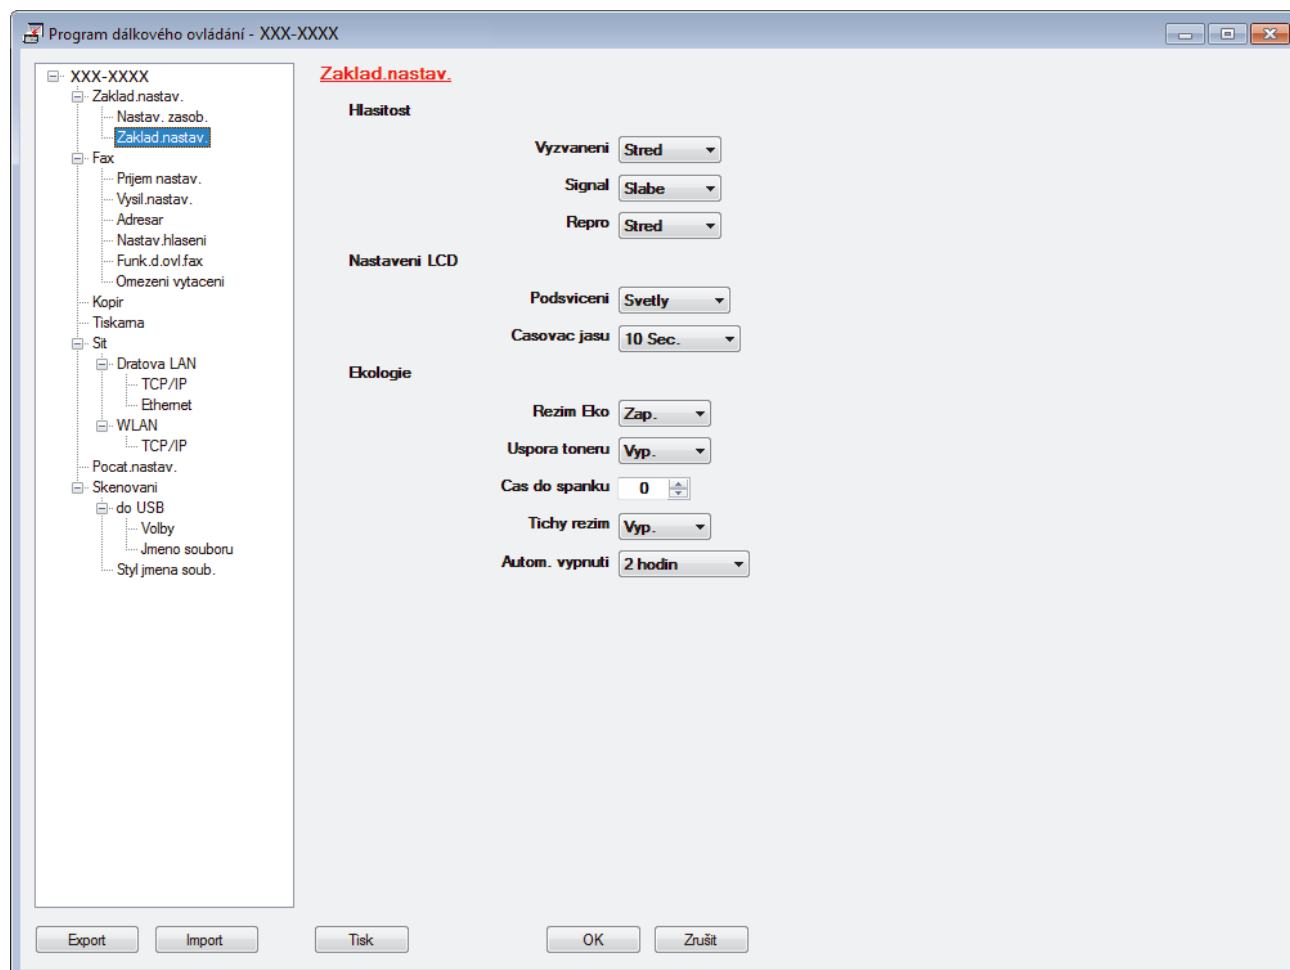 Program dálkového ovládání - XXX-XXXX
XXX-XXXX
Zaklad.nastav.
Nastav. zasob.
Zaklad.nastav.
Fax
Prijem nastav.
Vysil.nastav.
Adresar
Nastav.hlaseni
Funk.d.ovl.fax
Omezeni vytaceni
Kopir
Tiskarna
Sit
Dratova LAN
TCP/IP
Ethernet
WLAN
TCP/IP
Pocat.nastav.
Skenovani
do USB
Volby
Jmeno souboru
Styl jmena soub.
Zaklad.nastav.
Hlasitost
Vyzvaneni Stred
Signal Slabe
Repro Stred
Nastaveni LCD
Podsviceni Svetly
Casovac jasu 10 Sec.
Ekologie
Rezim Eko Zap.
Uspora toneru Vyp.
Cas do spanku 0
Tichy rezim Vyp.
Autom. vypnuti 2 hodin
Export Import Tisk OK Zrušit